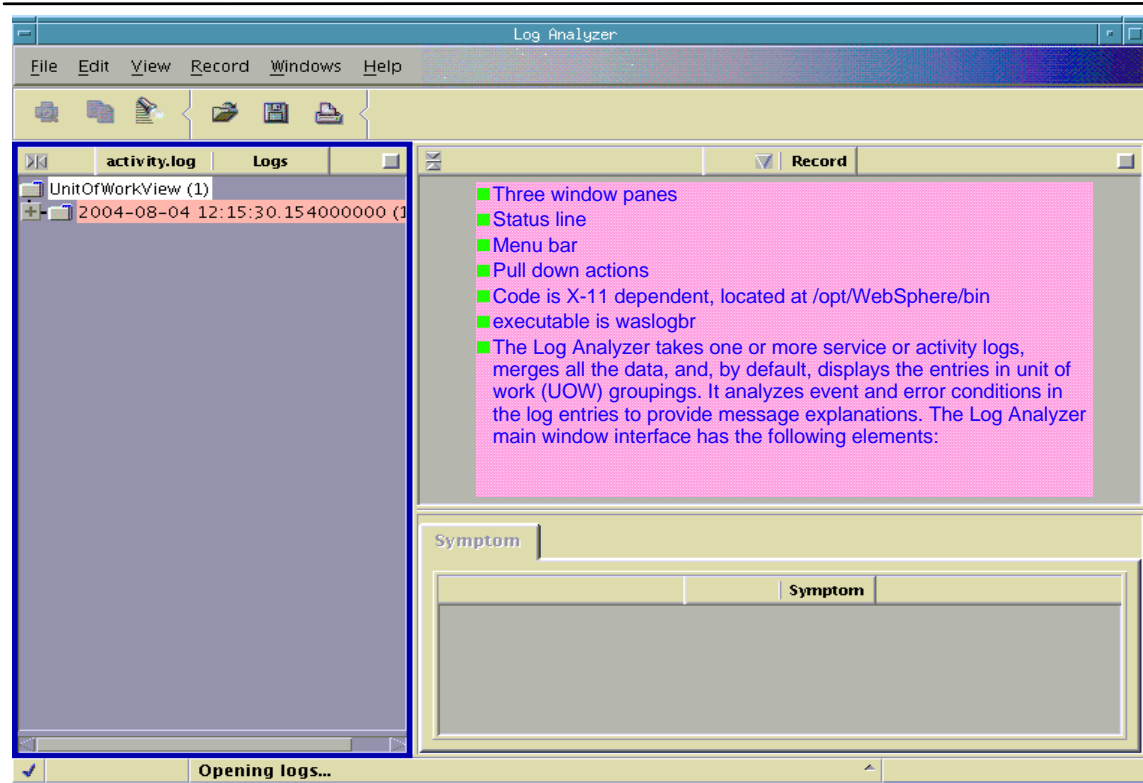 Log Analyzer
File Edit View Record Windows Help
activity.log Logs
UnitOfWorkView (1)
2004-08-04 12:15:30.154000000 (1
Record
Three window panes
Status line
Menu bar
Pull down actions
Code is X-11 dependent, located at /opt/WebSphere/bin
executable is waslogbr
The Log Analyzer takes one or more service or activity logs,
merges all the data, and, by default, displays the entries in unit of
work (UOW) groupings. It analyzes event and error conditions in
the log entries to provide message explanations. The Log Analyzer
main window interface has the following elements:
Symptom
Symptom
Opening logs...